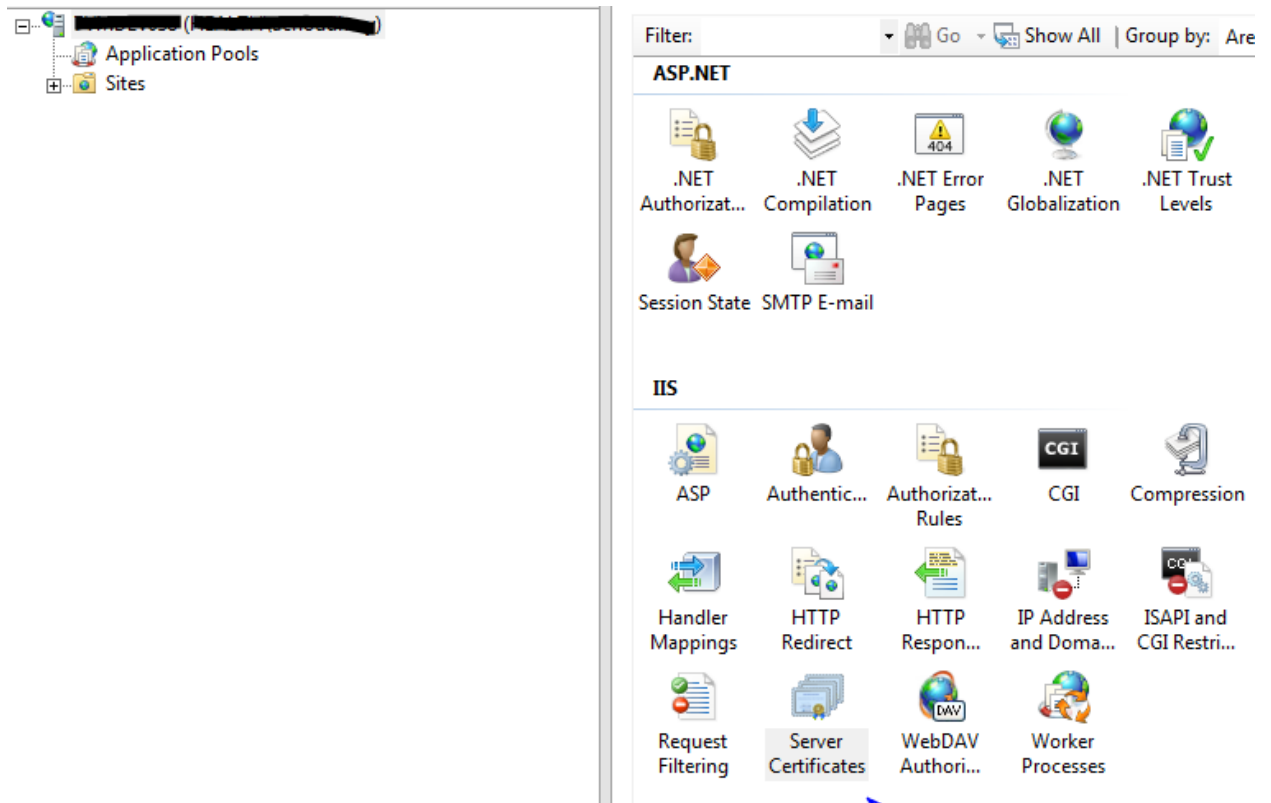 Application Pools
Sites
Filter: Go Show All Group by: Are
ASP.NET
.NET Authorizat...
.NET Compilation
.NET Error Pages
.NET Globalization
.NET Trust Levels
Session State
SMTP E-mail
IIS
ASP
Authentic...
Authorizat... Rules
CGI
Compression
Handler Mappings
HTTP Redirect
HTTP Respon...
IP Address and Doma...
ISAPI and CGI Restri...
Request Filtering
Server Certificates
WebDAV Authori...
Worker Processes